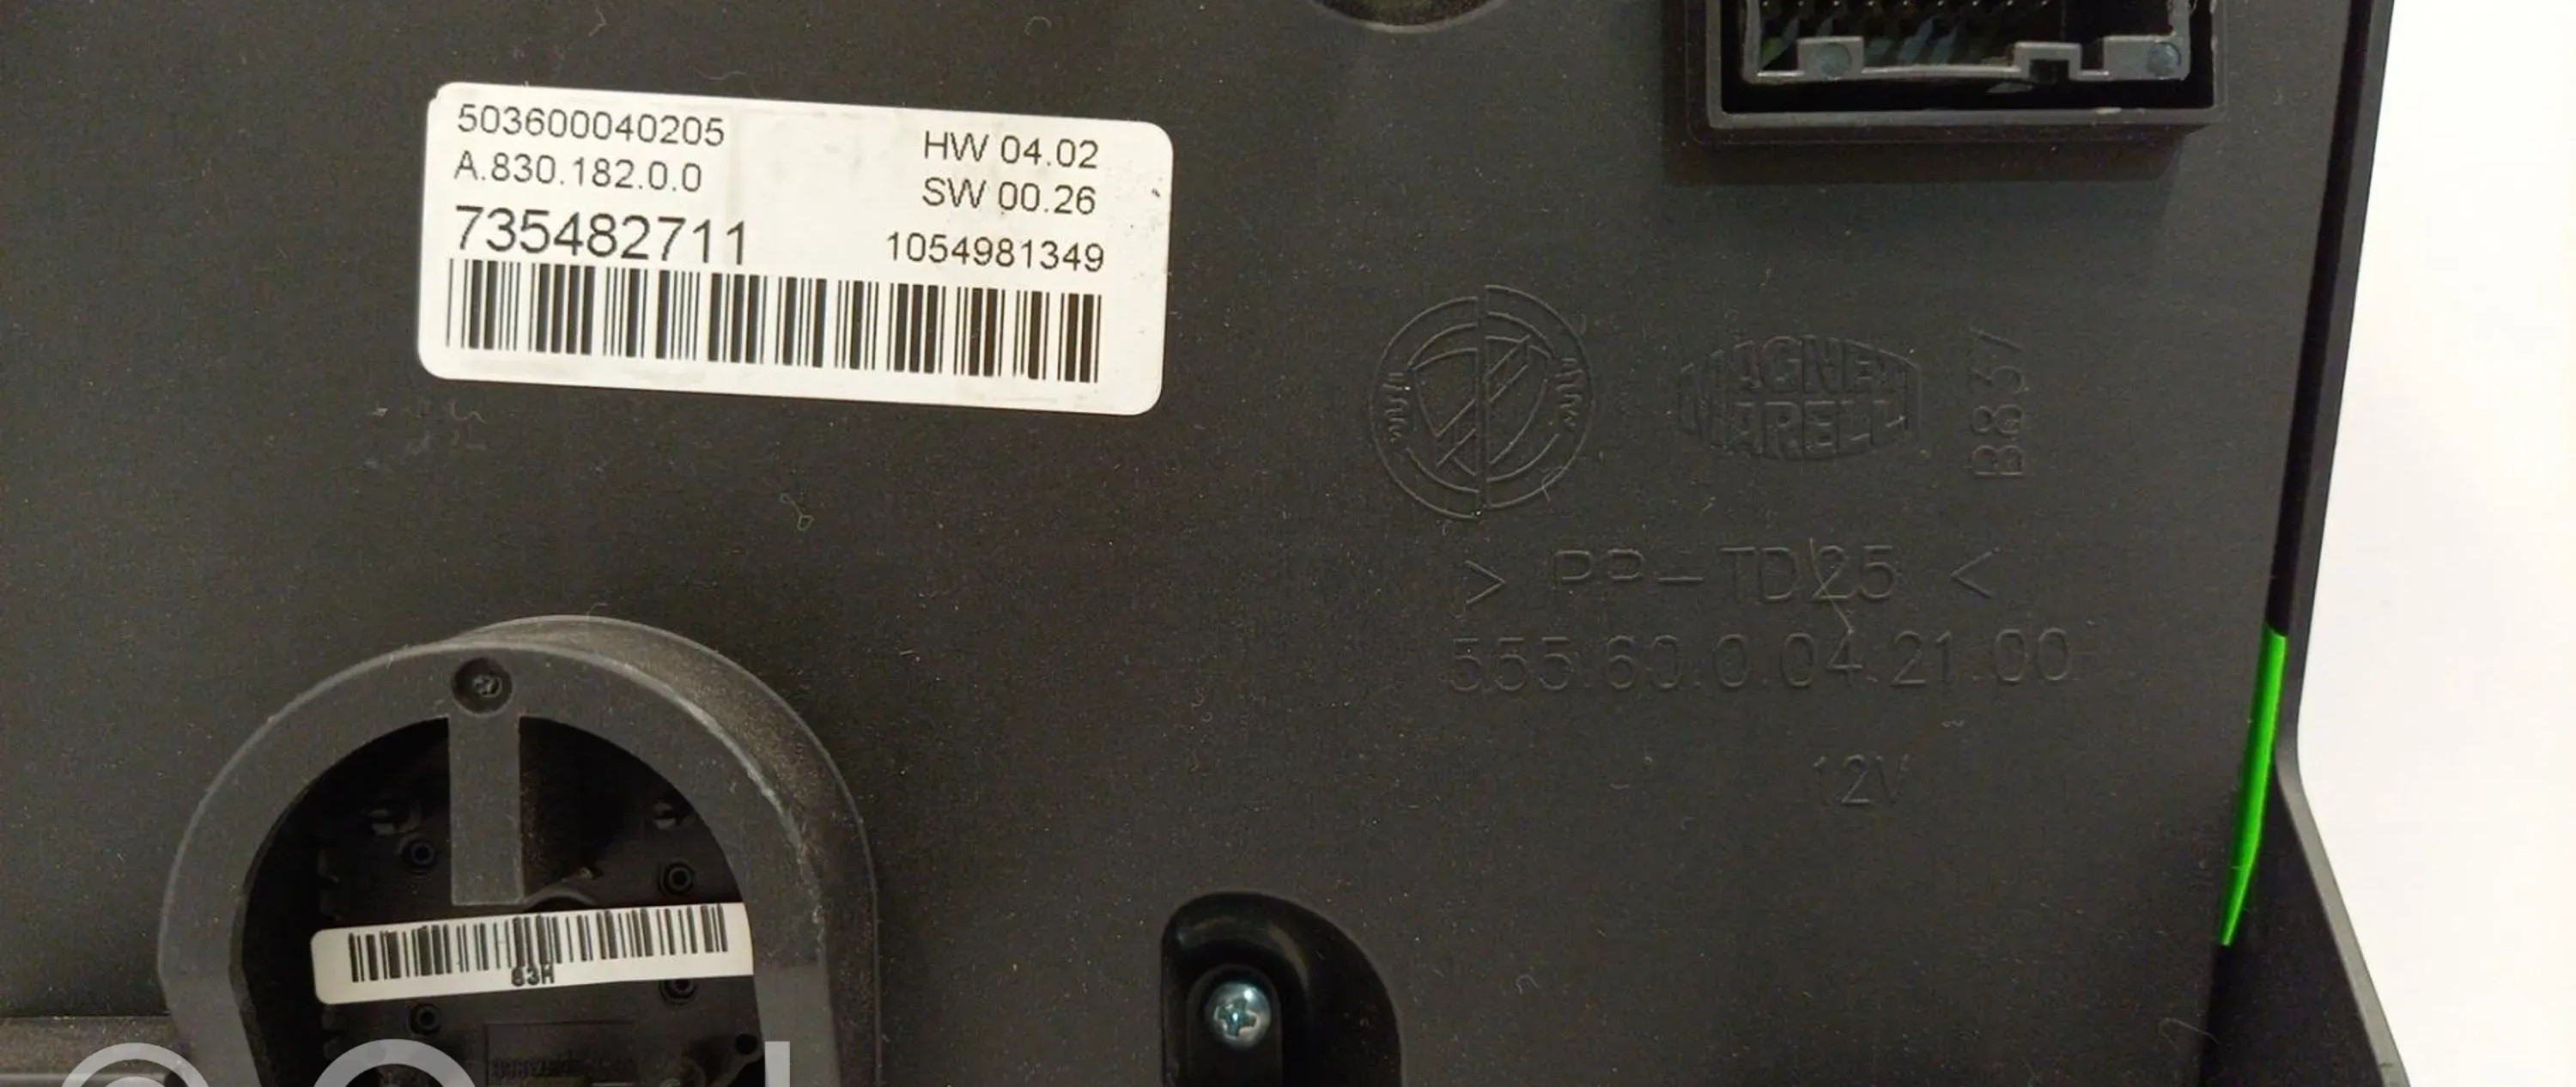 503600040205
A.830.182.0.0
735482711
HW 04.02
SW 00.26
1054981349
MAGNETI
MARELLI
B837
> PP-TD25 <
555.60.0.04.21.00
12V
83H